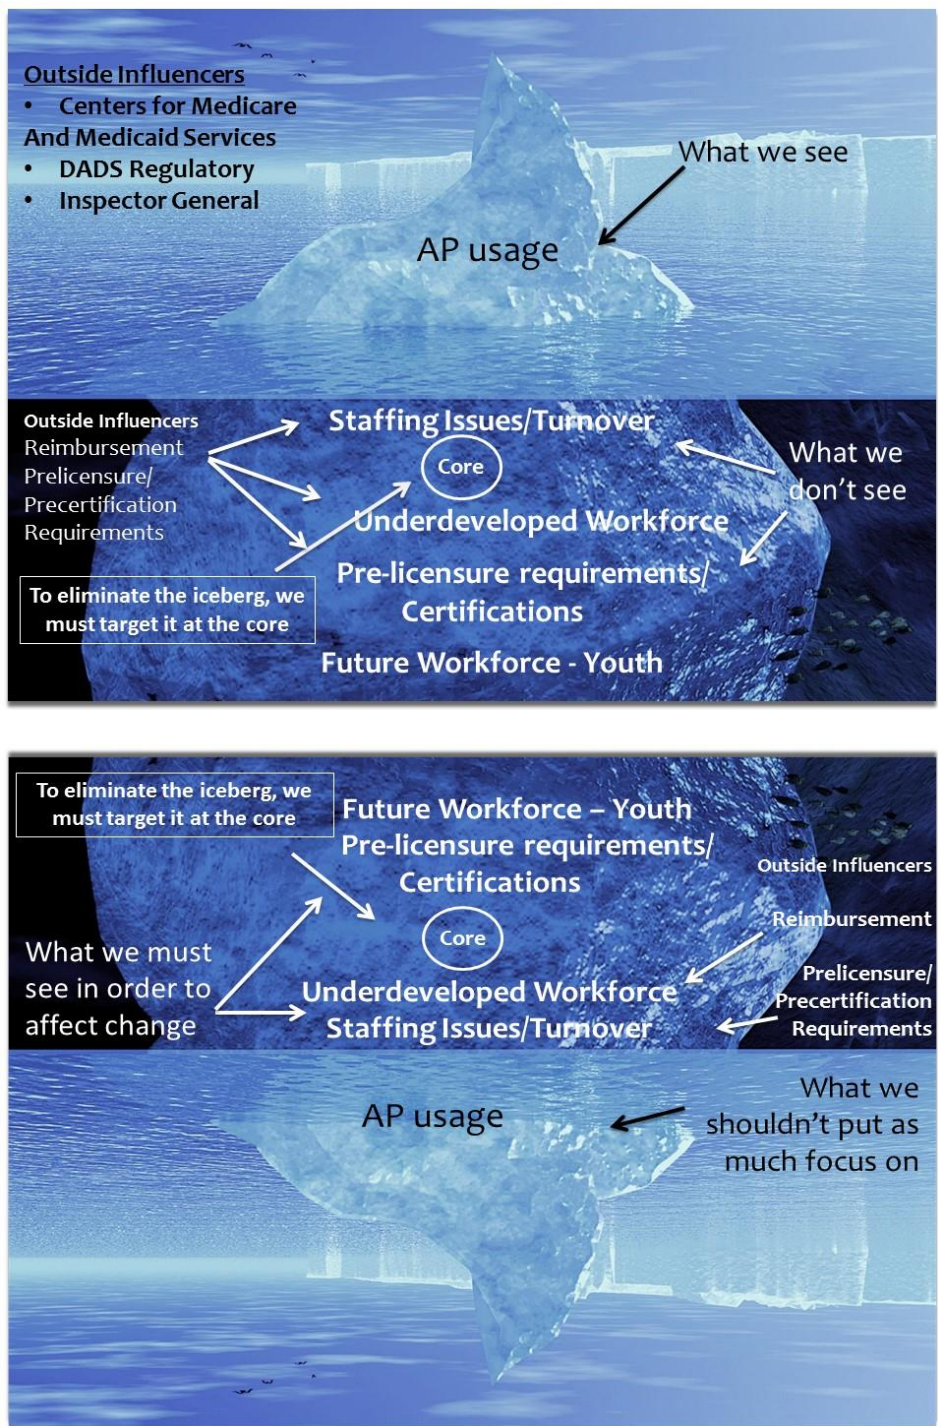 Outside Influencers
• Centers for Medicare
And Medicaid Services
• DADS Regulatory
• Inspector General
What we see
AP usage
Outside Influencers
Reimbursement
Prelicensure/
Precertification
Requirements
To eliminate the iceberg, we
must target it at the core
Staffing Issues/Turnover
Core
Underdeveloped Workforce
Pre-licensure requirements/
Certifications
Future Workforce - Youth
What we
don't see
To eliminate the iceberg, we
must target it at the core
Future Workforce – Youth
Pre-licensure requirements/
Certifications
Outside Influencers
Reimbursement
Prelicensure/
Precertification
Requirements
Core
What we must
see in order to
affect change
Underdeveloped Workforce
Staffing Issues/Turnover
AP usage
What we
shouldn't put as
much focus on